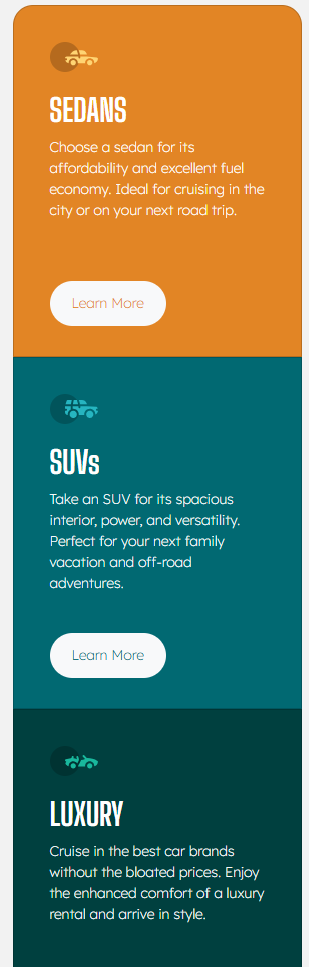 SEDANS
Choose a sedan for its
affordability and excellent fuel
economy. Ideal for cruising in the
city or on your next road trip.
Learn More
SUVs
Take an SUV for its spacious
interior, power, and versatility.
Perfect for your next family
vacation and off-road
adventures.
Learn More
LUXURY
Cruise in the best car brands
without the bloated prices. Enjoy
the enhanced comfort of a luxury
rental and arrive in style.